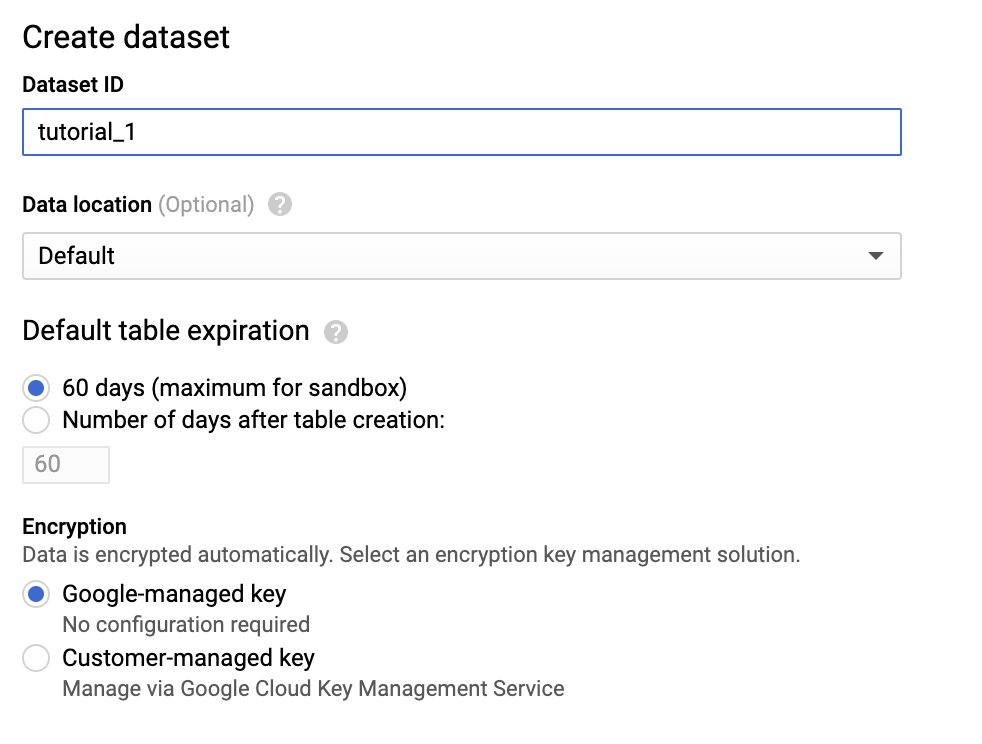 Create dataset
Dataset ID
tutorial_1
Data location (Optional) ?
Default
Default table expiration ?
60 days (maximum for sandbox)
Number of days after table creation:
60
Encryption
Data is encrypted automatically. Select an encryption key management solution.
Google-managed key
No configuration required
Customer-managed key
Manage via Google Cloud Key Management Service